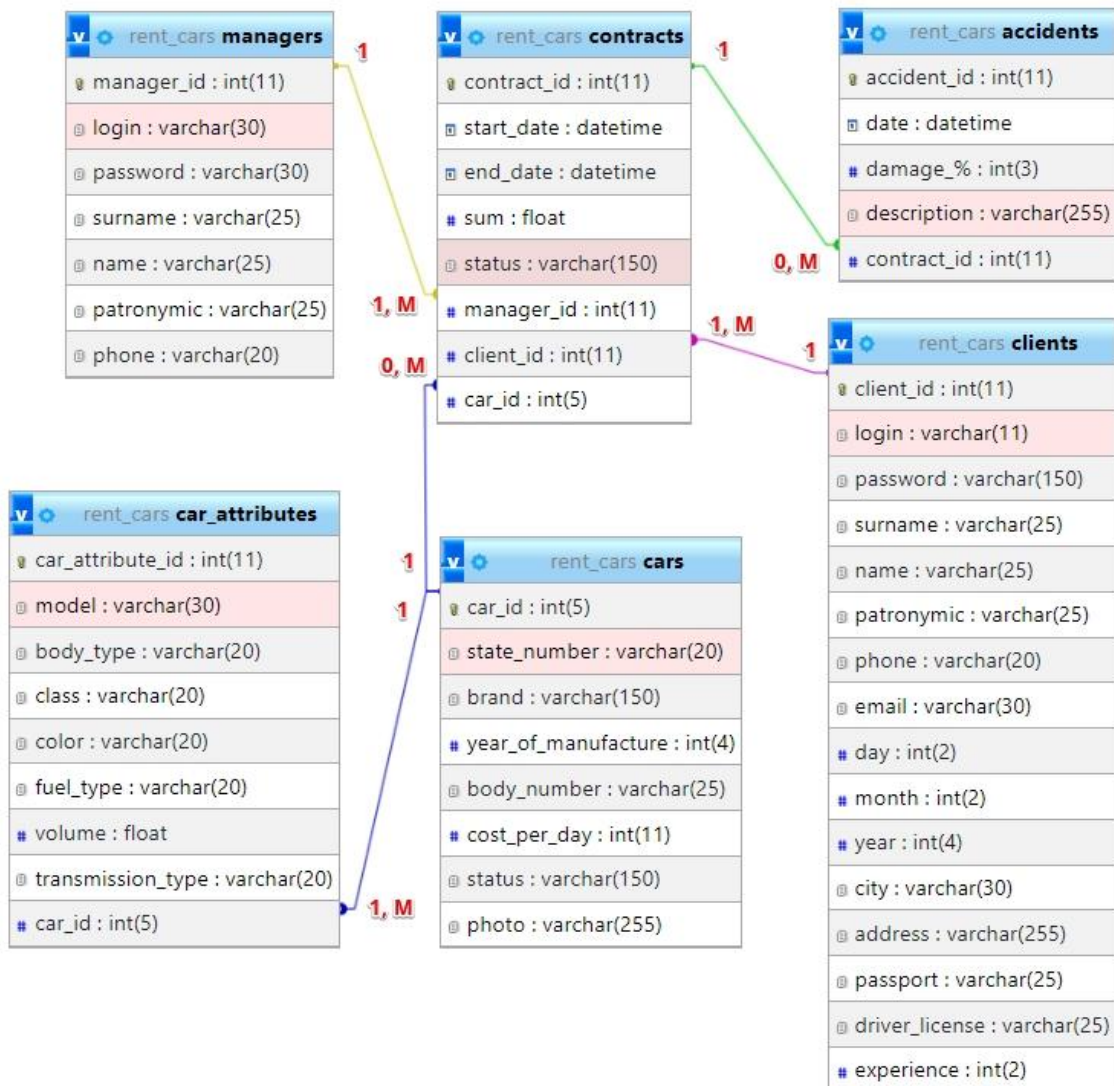 rent_cars managers
manager_id : int(11)
login : varchar(30)
password : varchar(30)
surname : varchar(25)
name : varchar(25)
patronymic : varchar(25)
phone : varchar(20)
1
1, M
rent_cars contracts
contract_id : int(11)
start_date : datetime
end_date : datetime
sum : float
status : varchar(150)
manager_id : int(11)
client_id : int(11)
car_id : int(5)
1
0, M
rent_cars accidents
accident_id : int(11)
date : datetime
damage_% : int(3)
description : varchar(255)
contract_id : int(11)
0, M
1, M
1
rent_cars clients
client_id : int(11)
login : varchar(11)
password : varchar(150)
surname : varchar(25)
name : varchar(25)
patronymic : varchar(25)
phone : varchar(20)
email : varchar(30)
day : int(2)
month : int(2)
year : int(4)
city : varchar(30)
address : varchar(255)
passport : varchar(25)
driver_license : varchar(25)
experience : int(2)
rent_cars car_attributes
car_attribute_id : int(11)
model : varchar(30)
body_type : varchar(20)
class : varchar(20)
color : varchar(20)
fuel_type : varchar(20)
volume : float
transmission_type : varchar(20)
car_id : int(5)
1
1
1, M
rent_cars cars
car_id : int(5)
state_number : varchar(20)
brand : varchar(150)
year_of_manufacture : int(4)
body_number : varchar(25)
cost_per_day : int(11)
status : varchar(150)
photo : varchar(255)